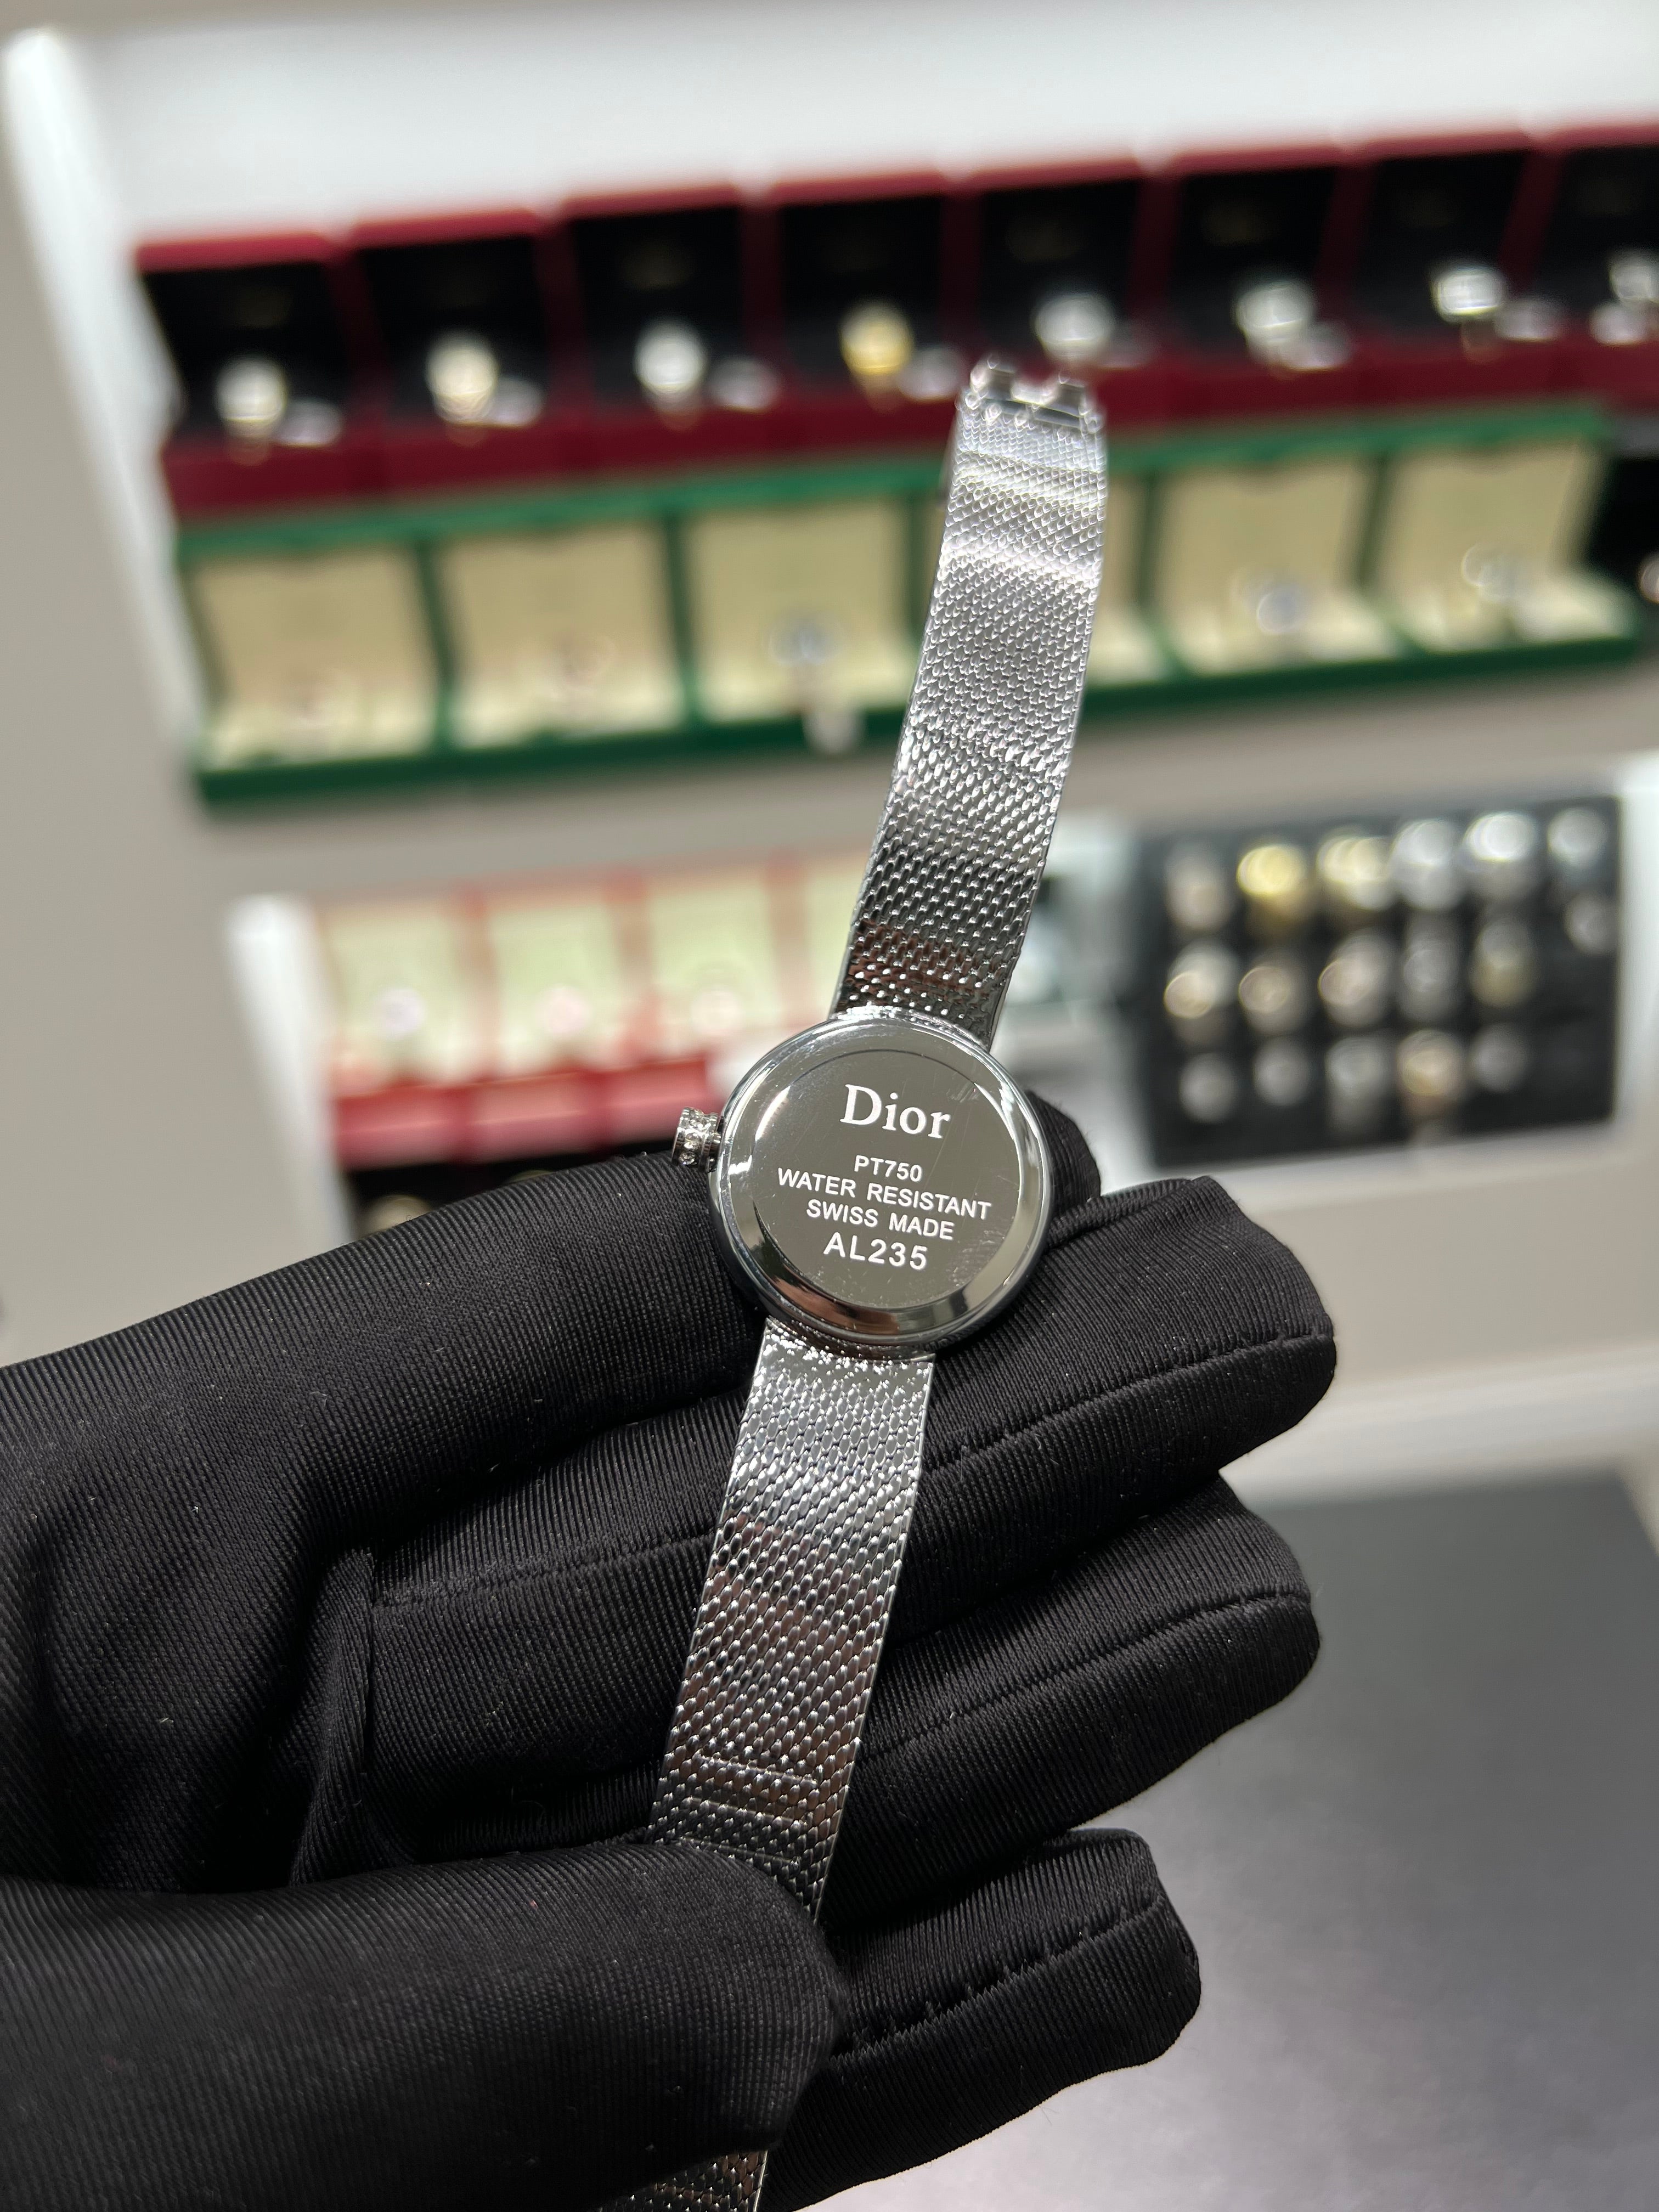 Dior
PT750
WATER RESISTANT
SWISS MADE
AL235